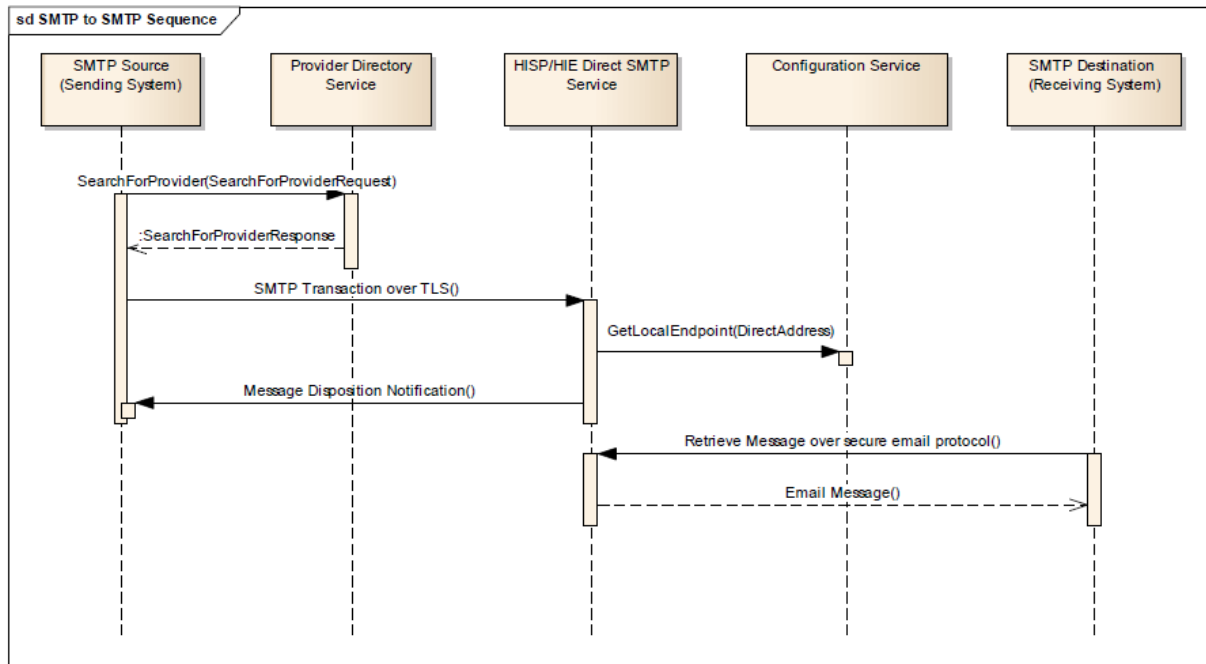 sd SMTP to SMTP Sequence
SMTP Source
(Sending System)
Provider Directory
Service
HISP/HIE Direct SMTP
Service
Configuration Service
SMTP Destination
(Receiving System)
SearchForProvider(SearchForProviderRequest)
:SearchForProviderResponse
SMTP Transaction over TLS()
GetLocalEndpoint(DirectAddress)
Message Disposition Notification()
Retrieve Message over secure email protocol()
Email Message()